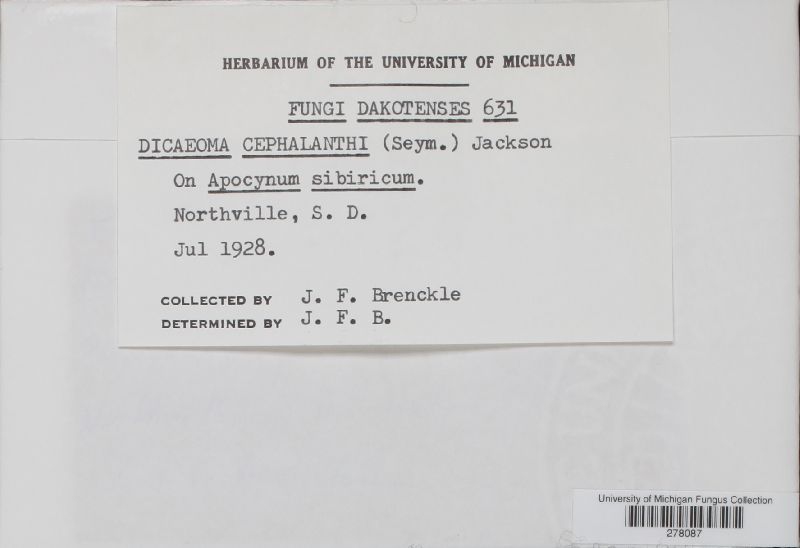 HERBARIUM OF THE UNIVERSITY OF MICHIGAN
FUNGI DAKOTENSES 631
DICAEOMA CEPHALANTHI (Seym.) Jackson
On Apocynum sibiricum.
Northville, S. D.
Jul 1928.
COLLECTED BY J. F. Brenckle
DETERMINED BY J. F. B.
University of Michigan Fungus Collection
278087